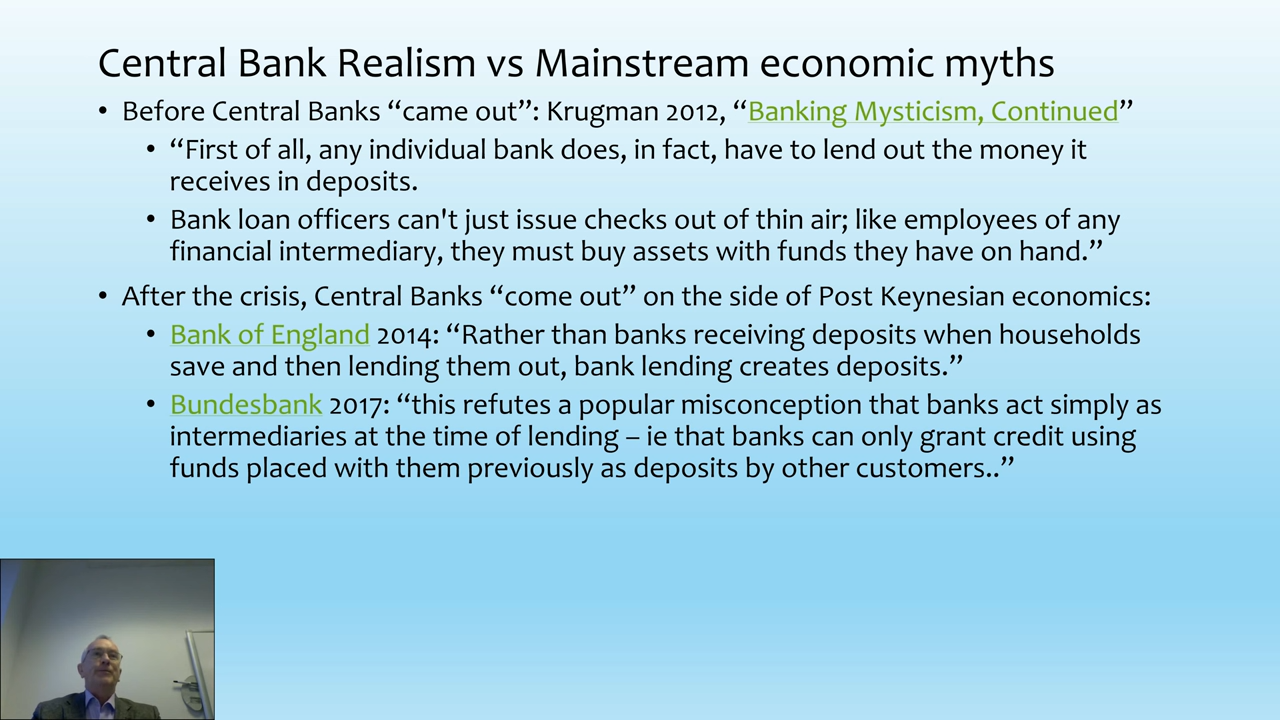 Central Bank Realism vs Mainstream economic myths
• Before Central Banks “came out”: Krugman 2012, “Banking Mysticism, Continued”
• “First of all, any individual bank does, in fact, have to lend out the money it
receives in deposits.
• Bank loan officers can't just issue checks out of thin air; like employees of any
financial intermediary, they must buy assets with funds they have on hand.”
• After the crisis, Central Banks “come out” on the side of Post Keynesian economics:
• Bank of England 2014: “Rather than banks receiving deposits when households
save and then lending them out, bank lending creates deposits.”
• Bundesbank 2017: “this refutes a popular misconception that banks act simply as
intermediaries at the time of lending – ie that banks can only grant credit using
funds placed with them previously as deposits by other customers..”